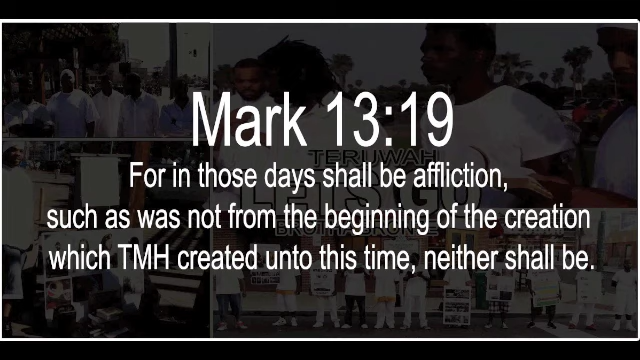 Mark 13:19
TERUWAH
For in those days shall be affliction,
such as was not from the beginning of the creation
which TMH created unto this time, neither shall be.